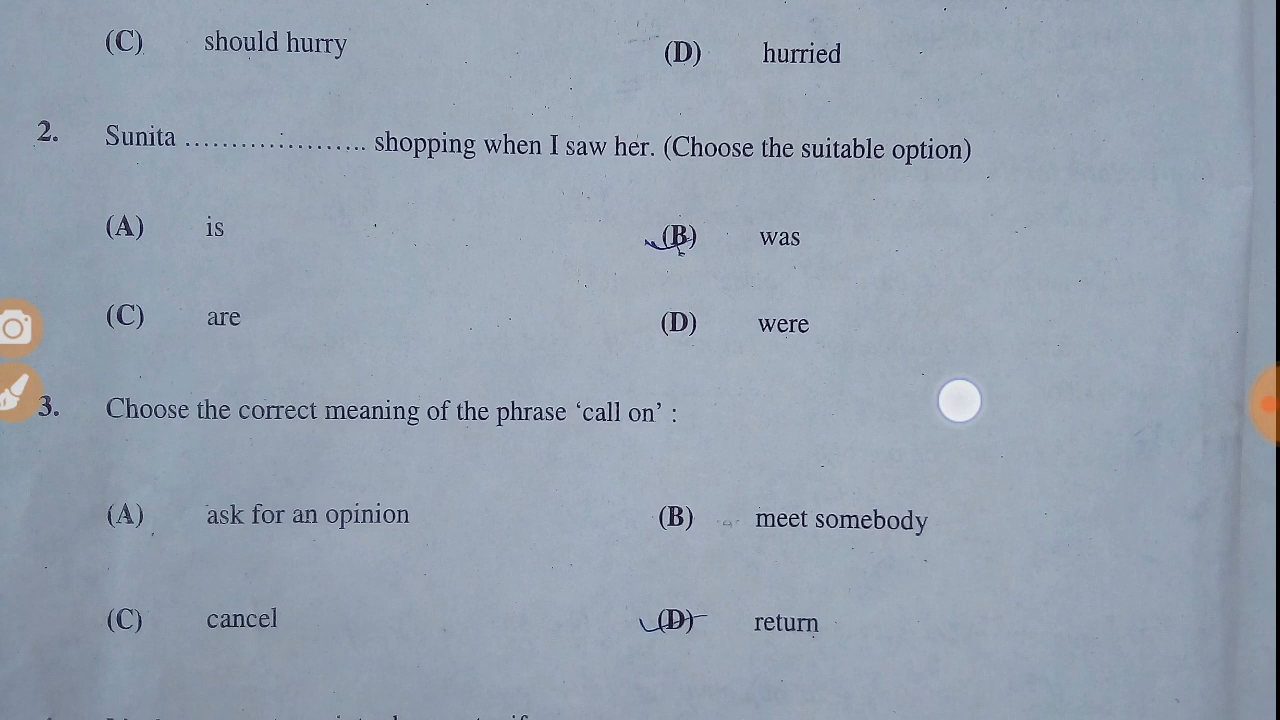 (C) should hurry (D) hurried
2. Sunita .................... shopping when I saw her. (Choose the suitable option)
(A) is (B) was
(C) are (D) were
3. Choose the correct meaning of the phrase ‘call on’ :
(A) ask for an opinion (B) meet somebody
(C) cancel (D) return